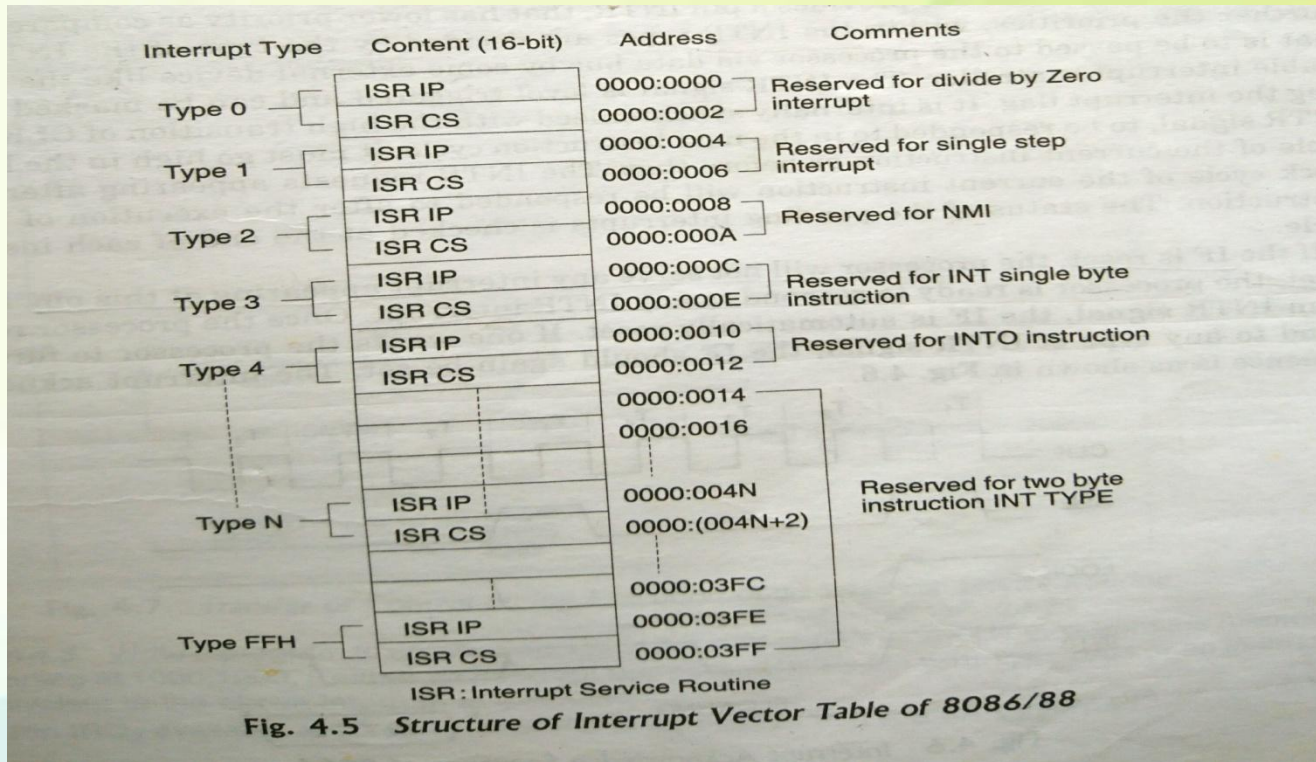 Interrupt Type Content (16-bit) Address Comments
Type 0 ISR IP 0000:0000 Reserved for divide by Zero
ISR CS 0000:0002 interrupt
Type 1 ISR IP 0000:0004 Reserved for single step
ISR CS 0000:0006 interrupt
Type 2 ISR IP 0000:0008 Reserved for NMI
ISR CS 0000:000A
Type 3 ISR IP 0000:000C Reserved for INT single byte
ISR CS 0000:000E instruction
Type 4 ISR IP 0000:0010 Reserved for INTO instruction
ISR CS 0000:0012
0000:0014
0000:0016
Type N ISR IP 0000:004N Reserved for two byte
ISR CS 0000:(004N+2) instruction INT TYPE
0000:03FC
Type FFH ISR IP 0000:03FE
ISR CS 0000:03FF
ISR : Interrupt Service Routine
Fig. 4.5 Structure of Interrupt Vector Table of 8086/88